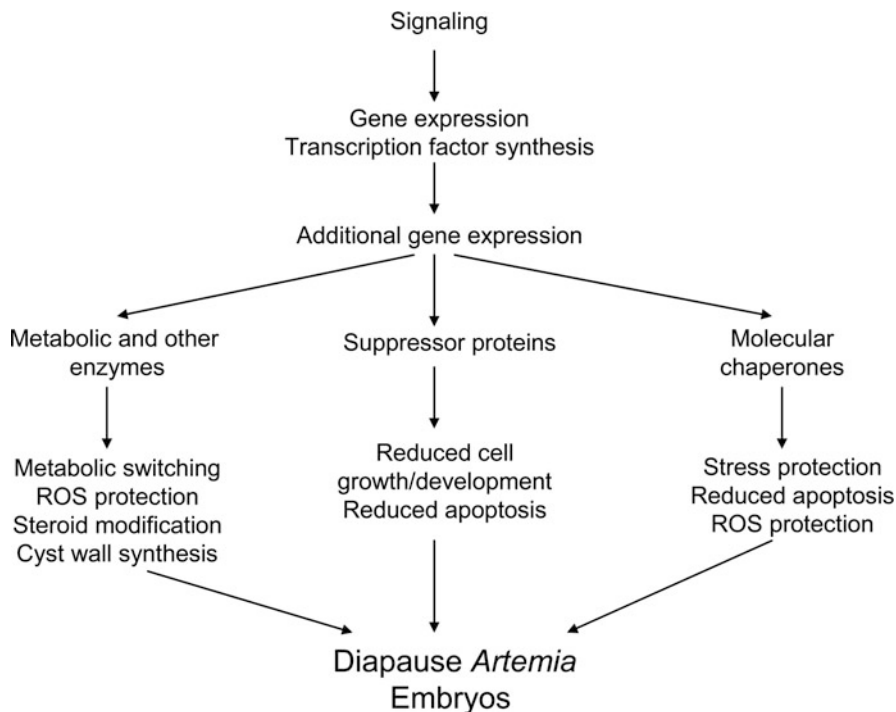 Signaling
Gene expression
Transcription factor synthesis
Additional gene expression
Metabolic and other
enzymes
Suppressor proteins
Molecular
chaperones
Metabolic switching
ROS protection
Steroid modification
Cyst wall synthesis
Reduced cell
growth/development
Reduced apoptosis
Stress protection
Reduced apoptosis
ROS protection
Diapause Artemia
Embryos